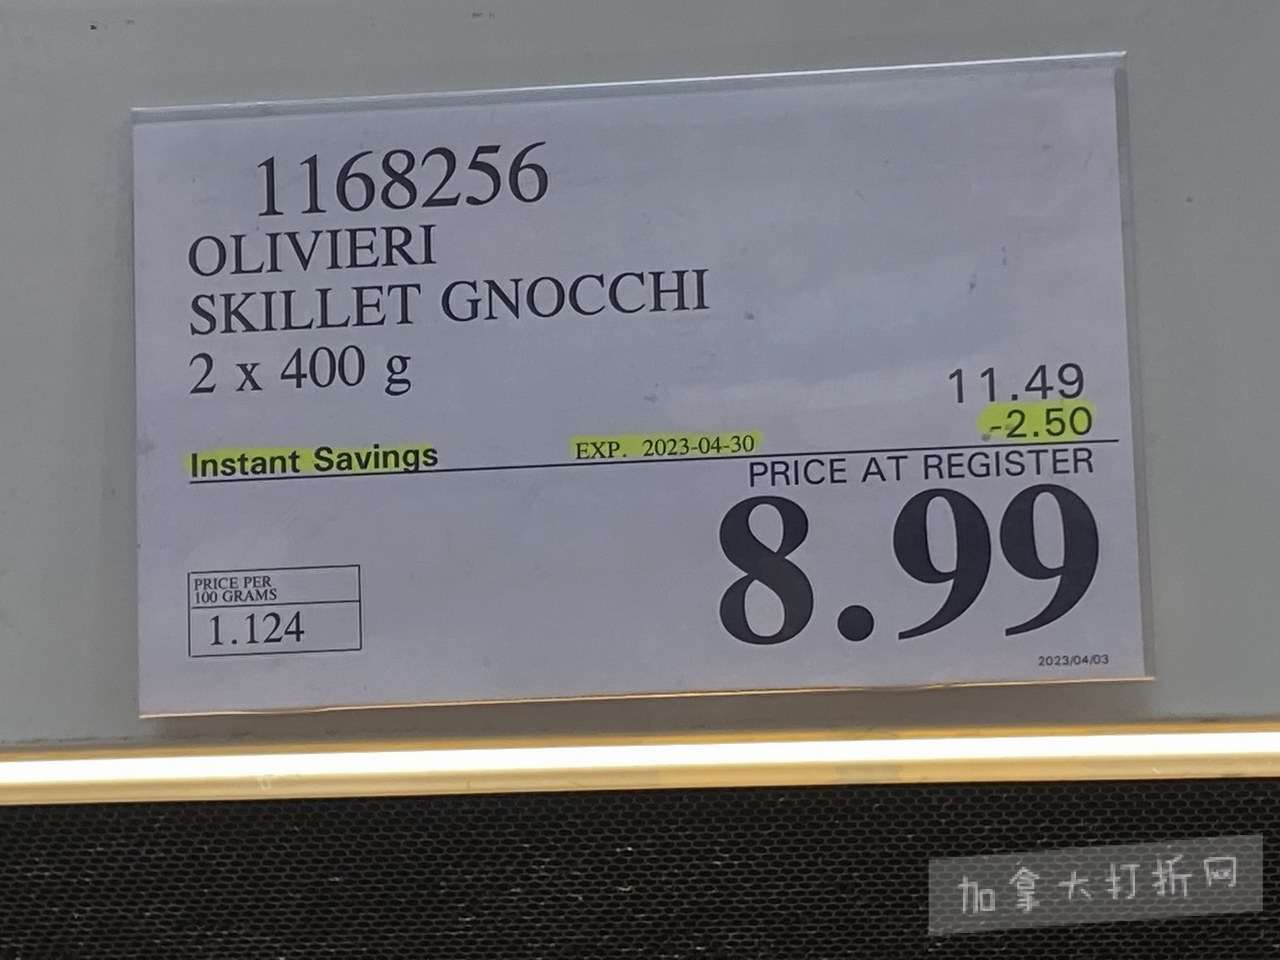 1168256
OLIVIERI
SKILLET GNOCCHI
2 x 400 g
11.49
-2.50
Instant Savings EXP. 2023-04-30
PRICE AT REGISTER
8.99
PRICE PER
100 GRAMS
1.124
2023/04/03
加拿大打折网